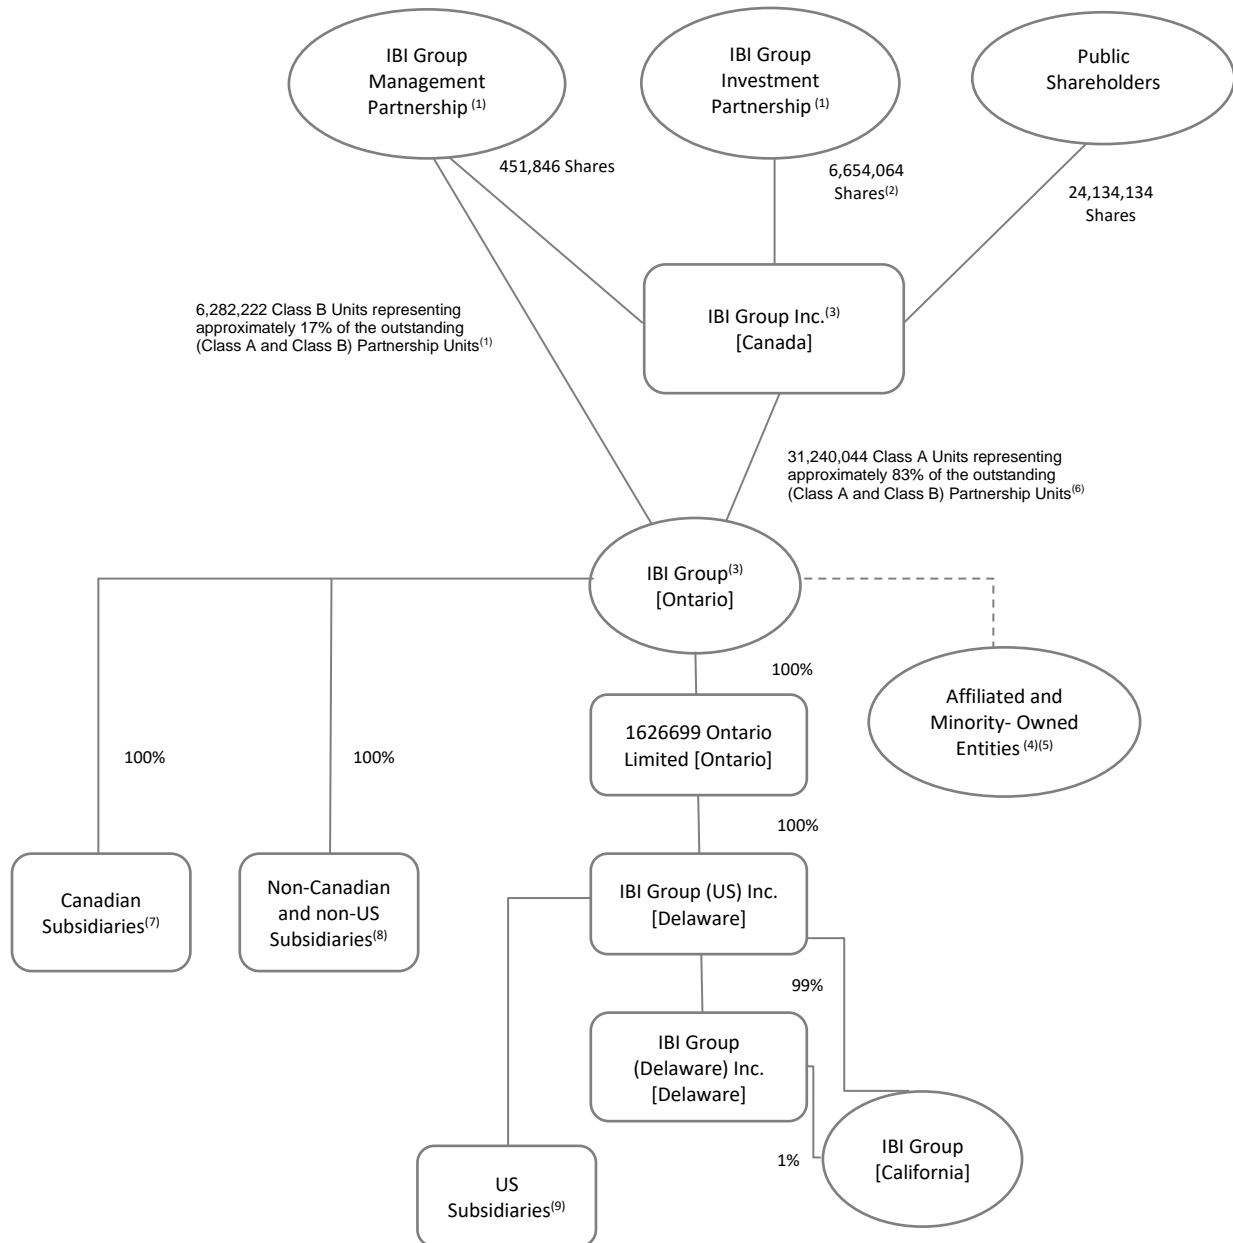 IBI Group
Management
Partnership (1)
IBI Group
Investment
Partnership (1)
Public
Shareholders
451,846 Shares
6,654,064
Shares(2)
24,134,134
Shares
6,282,222 Class B Units representing
approximately 17% of the outstanding
(Class A and Class B) Partnership Units(1)
IBI Group Inc.(3)
[Canada]
31,240,044 Class A Units representing
approximately 83% of the outstanding
(Class A and Class B) Partnership Units(6)
IBI Group(3)
[Ontario]
100%
Affiliated and
Minority- Owned
Entities (4)(5)
1626699 Ontario
Limited [Ontario]
100%
100%
100%
Canadian
Subsidiaries(7)
Non-Canadian
and non-US
Subsidiaries(8)
IBI Group (US) Inc.
[Delaware]
99%
IBI Group
(Delaware) Inc.
[Delaware]
1%
IBI Group
[California]
US
Subsidiaries(9)